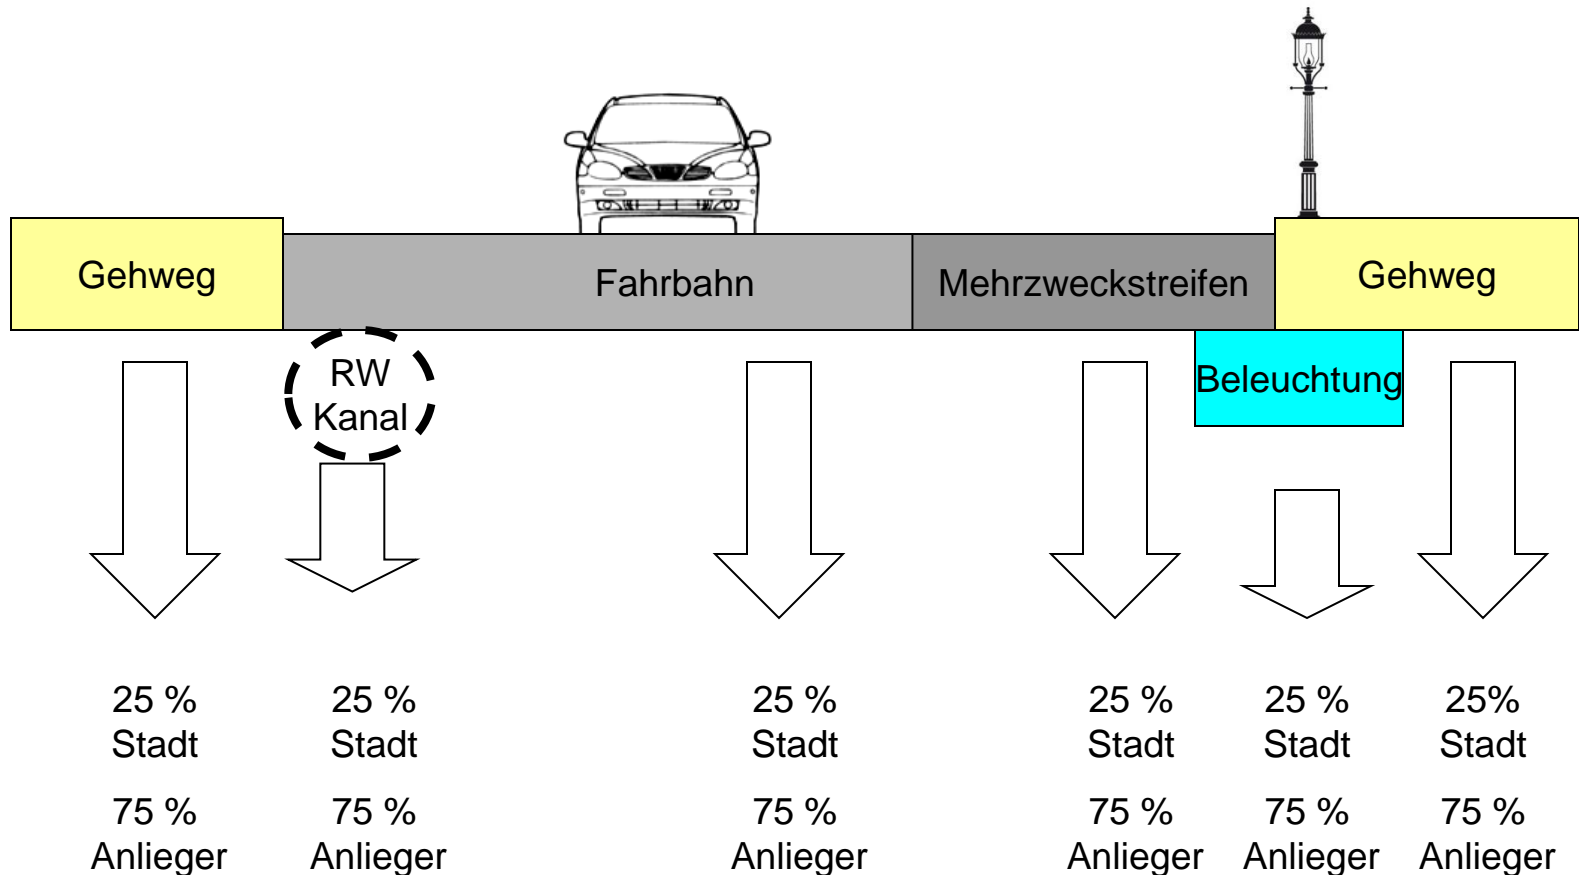 Gehweg
Fahrbahn
Mehrzweckstreifen
Gehweg
RW
Kanal
Beleuchtung
25 %
Stadt
75 %
Anlieger
25 %
Stadt
75 %
Anlieger
25 %
Stadt
75 %
Anlieger
25 %
Stadt
75 %
Anlieger
25 %
Stadt
75 %
Anlieger
25%
Stadt
75 %
Anlieger